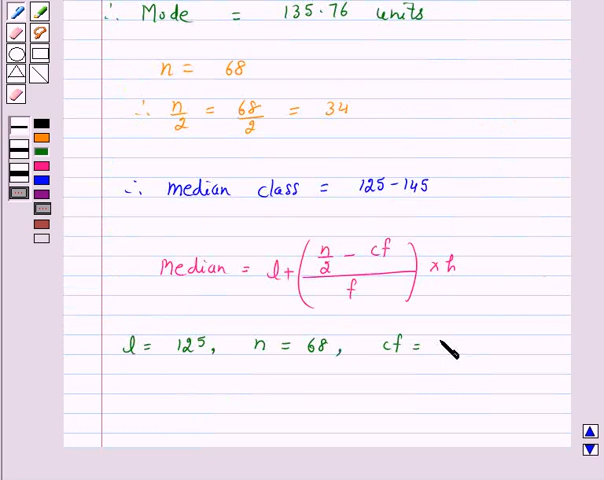 ∴ Mode = 135.76 units
n = 68
∴ n/2 = 68/2 = 34
∴ median class = 125-145
Median = l + ( (n/2 - cf) / f ) × h
l = 125, n = 68, cf =